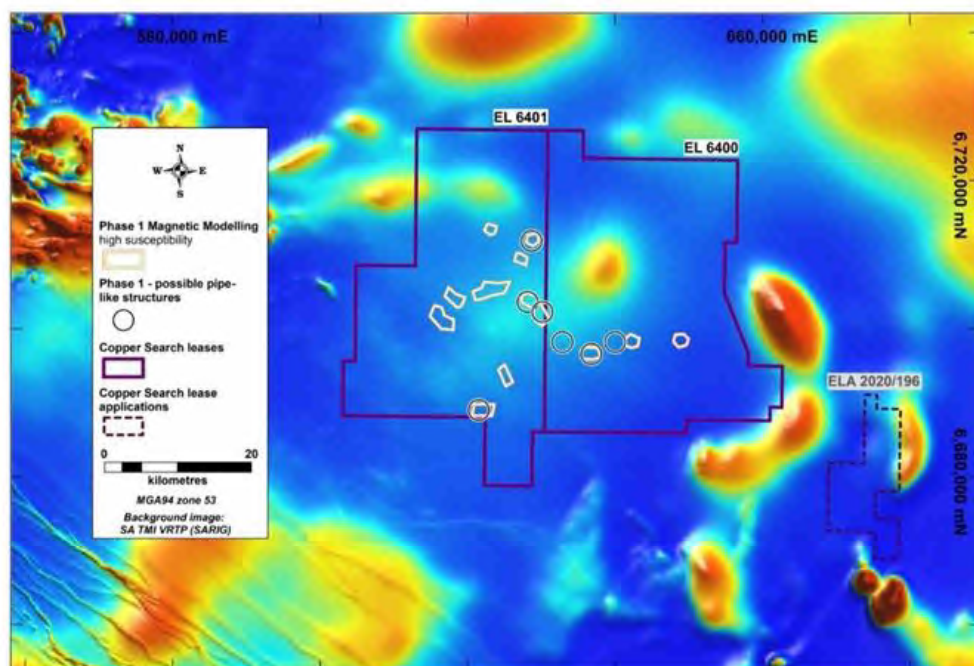 580,000 mE
660,000 mE
EL 6401
EL 6400
6,720,000 mN
N
W E
S
Phase 1 Magnetic Modelling
high susceptibility
Phase 1 - possible pipe-
like structures
Copper Search leases
Copper Search lease
applications
0 20
kilometres
MGA94 zone 53
Background image:
SA TMI VRTP (SARIG)
ELA 2020/196
6,680,000 mN